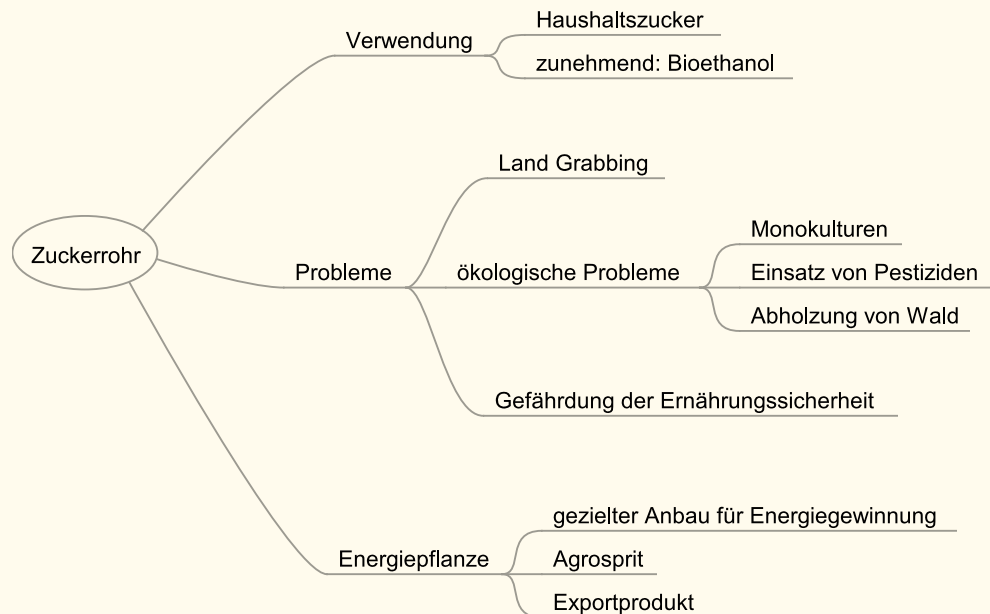 Zuckerrohr
Verwendung
Haushaltszucker
zunehmend: Bioethanol
Probleme
Land Grabbing
ökologische Probleme
Monokulturen
Einsatz von Pestiziden
Abholzung von Wald
Gefährdung der Ernährungssicherheit
Energiepflanze
gezielter Anbau für Energiegewinnung
Agrosprit
Exportprodukt